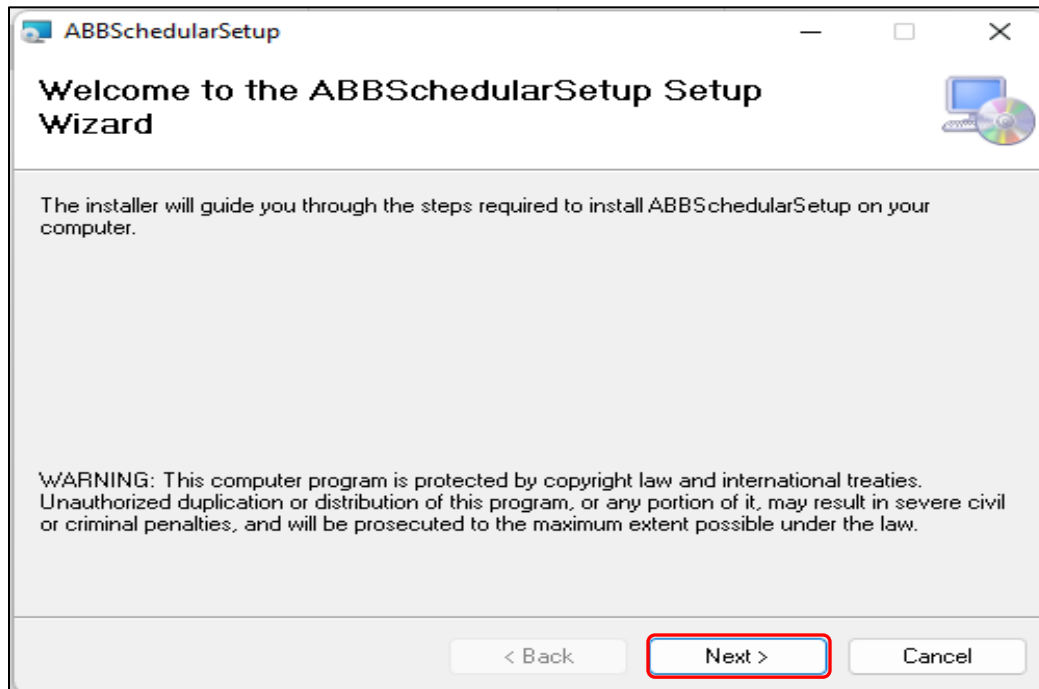 ABBSchedularSetup
Welcome to the ABBSchedularSetup Setup
Wizard
The installer will guide you through the steps required to install ABBSchedularSetup on your
computer.
WARNING: This computer program is protected by copyright law and international treaties.
Unauthorized duplication or distribution of this program, or any portion of it, may result in severe civil
or criminal penalties, and will be prosecuted to the maximum extent possible under the law.
< Back Next > Cancel